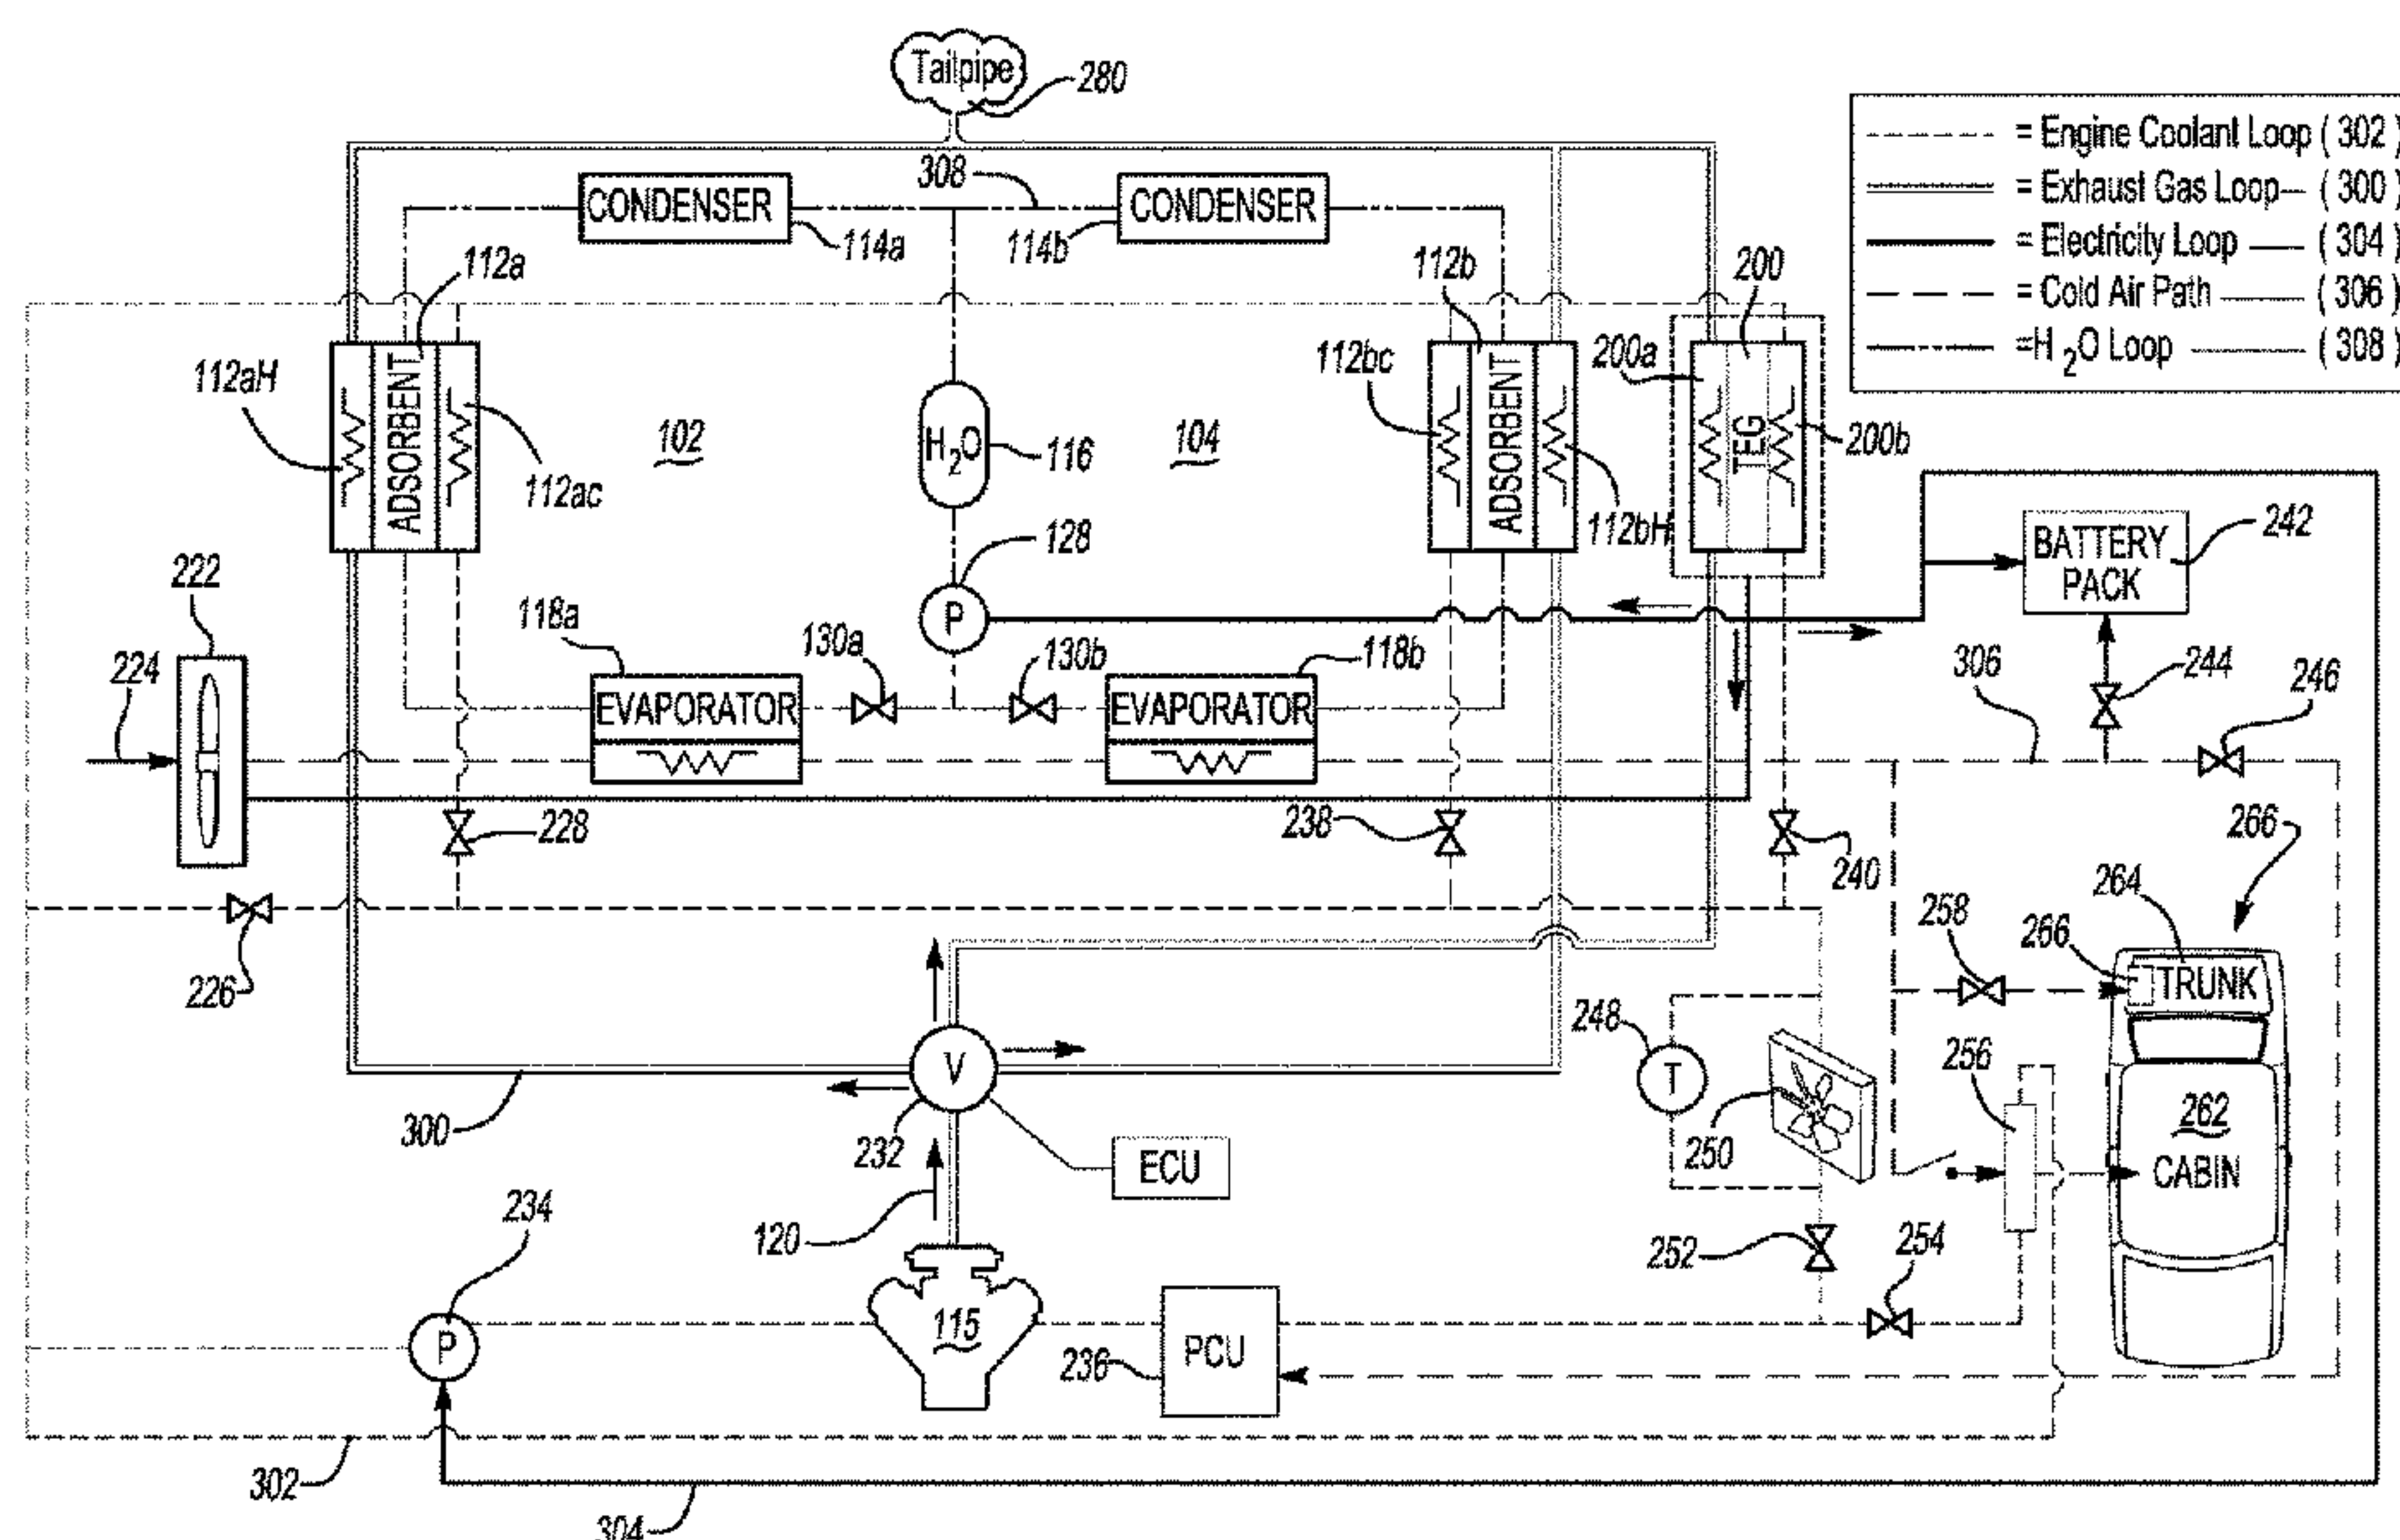 Tailpipe
280
= Engine Coolant Loop ( 302 )
= Exhaust Gas Loop ( 300 )
= Electricity Loop ( 304 )
= Cold Air Path ( 306 )
=H2O Loop ( 308 )
308
CONDENSER
CONDENSER
114a
114b
112a
112b
200
112aH
112bc
200a
ADSORBENT
102
H2O
116
104
ADSORBENT
TEG
200b
112ac
112bH
128
BATTERY
PACK
242
222
118a
130a
P
130b
118b
224
306
244
246
EVAPORATOR
EVAPORATOR
228
238
240
266
264
258
266
TRUNK
226
248
256
V
T
262
300
232
ECU
250
CABIN
234
120
252
254
115
P
236
PCU
302
304